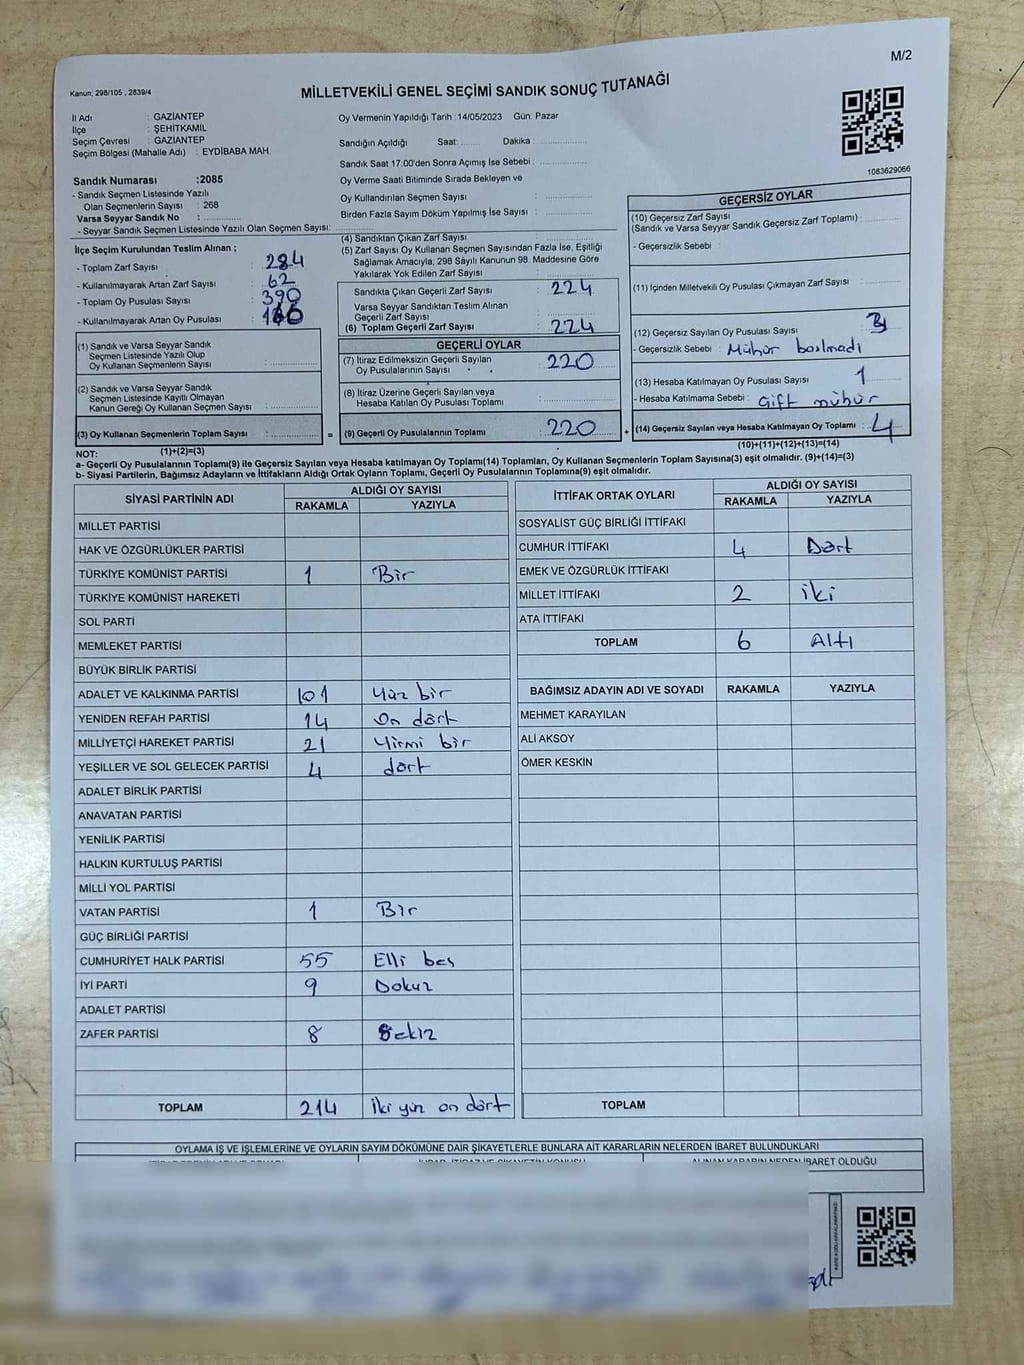 M/2
Kanun: 298/105 , 2839/4
MİLLETVEKİLİ GENEL SEÇİMİ SANDIK SONUÇ TUTANAĞI
İl Adı : GAZİANTEP
İlçe : ŞEHİTKAMİL
Seçim Çevresi : GAZİANTEP
Seçim Bölgesi (Mahalle Adı) : EYDİBABA MAH.
Sandık Numarası :2085
- Sandık Seçmen Listesinde Yazılı
Olan Seçmenlerin Sayısı : 268
Varsa Seyyar Sandık No :
- Seyyar Sandık Seçmen Listesinde Yazılı Olan Seçmen Sayısı:
Oy Vermenin Yapıldığı Tarih :14/05/2023 Gün: Pazar
Sandığın Açıldığı Saat: Dakika :
Sandık Saat 17:00'den Sonra Açımış İse Sebebi :
Oy Verme Saati Bitiminde Sırada Bekleyen ve
Oy Kullandırılan Seçmen Sayısı :
Birden Fazla Sayım Döküm Yapılmış İse Sayısı :
1083629066
İlçe Seçim Kurulundan Teslim Alınan ;
- Toplam Zarf Sayısı : 284
- Kullanılmayarak Artan Zarf Sayısı : 62
- Toplam Oy Pusulası Sayısı : 390
- Kullanılmayarak Artan Oy Pusulası : 166
(1) Sandık ve Varsa Seyyar Sandık
Seçmen Listesinde Yazılı Olup
Oy Kullanan Seçmenlerin Sayısı :
(2) Sandık ve Varsa Seyyar Sandık
Seçmen Listesinde Kayıtlı Olmayan
Kanun Gereği Oy Kullanan Seçmen Sayısı :
(3) Oy Kullanan Seçmenlerin Toplam Sayısı :
(1)+(2)=(3)
(4) Sandıktan Çıkan Zarf Sayısı :
(5) Zarf Sayısı Oy Kullanan Seçmen Sayısından Fazla İse, Eşitliği
Sağlamak Amacıyla; 298 Sayılı Kanunun 98. Maddesine Göre
Yakılarak Yok Edilen Zarf Sayısı :
Sandıkta Çıkan Geçerli Zarf Sayısı : 224
Varsa Seyyar Sandıktan Teslim Alınan
Geçerli Zarf Sayısı :
(6) Toplam Geçerli Zarf Sayısı : 224
GEÇERLİ OYLAR
(7) İtiraz Edilmeksizin Geçerli Sayılan
Oy Pusulalarının Sayısı : 220
(8) İtiraz Üzerine Geçerli Sayılan veya
Hesaba Katılan Oy Pusulası Toplamı :
= (9) Geçerli Oy Pusulalarının Toplamı : 220 +
GEÇERSİZ OYLAR
(10) Geçersiz Zarf Sayısı
(Sandık ve Varsa Seyyar Sandık Geçersiz Zarf Toplamı) :
- Geçersizlik Sebebi :
(11) İçinden Milletvekili Oy Pusulası Çıkmayan Zarf Sayısı :
(12) Geçersiz Sayılan Oy Pusulası Sayısı : 3
- Geçersizlik Sebebi : Mühür basılmadı
(13) Hesaba Katılmayan Oy Pusulası Sayısı : 1
- Hesaba Katılmama Sebebi : Çift mühür
(14) Geçersiz Sayılan veya Hesaba Katılmayan Oy Toplamı : 4
(10)+(11)+(12)+(13)=(14)
NOT:
a- Geçerli Oy Pusulalarının Toplamı(9) ile Geçersiz Sayılan veya Hesaba katılmayan Oy Toplamı(14) Toplamları, Oy Kullanan Seçmenlerin Toplam Sayısına(3) eşit olmalıdır. (9)+(14)=(3)
b- Siyasi Partilerin, Bağımsız Adayların ve İttifakların Aldığı Ortak Oyların Toplamı, Geçerli Oy Pusulalarının Toplamına(9) eşit olmalıdır.
SİYASİ PARTİNİN ADI ALDIĞI OY SAYISI
RAKAMLA YAZIYLA
MİLLET PARTİSİ
HAK VE ÖZGÜRLÜKLER PARTİSİ
TÜRKİYE KOMÜNİST PARTİSİ 1 Bir
TÜRKİYE KOMÜNİST HAREKETİ
SOL PARTİ
MEMLEKET PARTİSİ
BÜYÜK BİRLİK PARTİSİ
ADALET VE KALKINMA PARTİSİ 101 Yüz bir
YENİDEN REFAH PARTİSİ 14 On dört
MİLLİYETÇİ HAREKET PARTİSİ 21 Yirmi bir
YEŞİLLER VE SOL GELECEK PARTİSİ 4 dört
ADALET BİRLİK PARTİSİ
ANAVATAN PARTİSİ
YENİLİK PARTİSİ
HALKIN KURTULUŞ PARTİSİ
MİLLİ YOL PARTİSİ
VATAN PARTİSİ 1 Bir
GÜÇ BİRLİĞİ PARTİSİ
CUMHURİYET HALK PARTİSİ 55 Elli beş
İYİ PARTİ 9 Dokuz
ADALET PARTİSİ
ZAFER PARTİSİ 8 Sekiz
TOPLAM 214 İki yüz on dört
İTTİFAK ORTAK OYLARI ALDIĞI OY SAYISI
RAKAMLA YAZIYLA
SOSYALİST GÜÇ BİRLİĞİ İTTİFAKI
CUMHUR İTTİFAKI 4 Dört
EMEK VE ÖZGÜRLÜK İTTİFAKI
MİLLET İTTİFAKI 2 iki
ATA İTTİFAKI
TOPLAM 6 Altı
BAĞIMSIZ ADAYIN ADI VE SOYADI RAKAMLA YAZIYLA
MEHMET KARAYILAN
ALİ AKSOY
ÖMER KESKİN
TOPLAM
OYLAMA İŞ VE İŞLEMLERİNE VE OYLARIN SAYIM DÖKÜMÜNE DAİR ŞİKAYETLERLE BUNLARA AİT KARARLARIN NELERDEN İBARET BULUNDUKLARI
ALINAN KARARIN NEDEN İBARET OLDUĞU